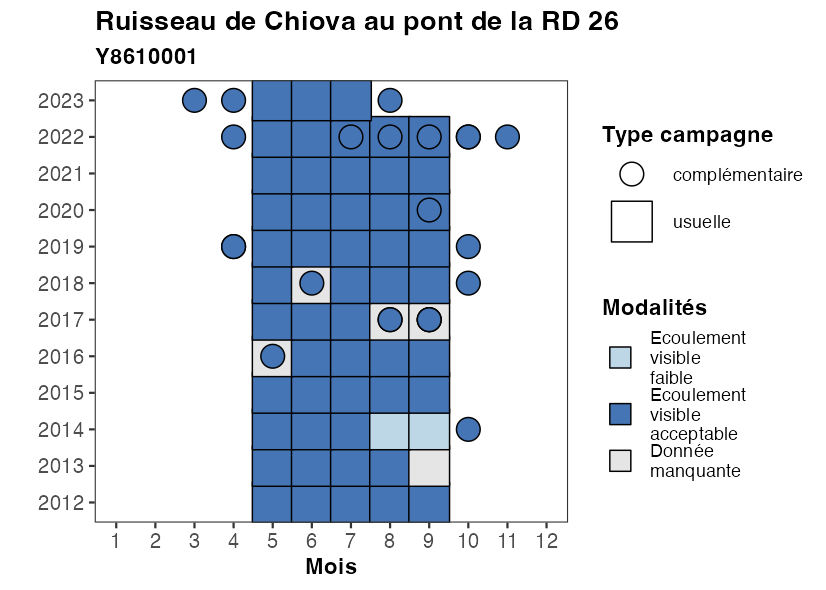 Ruisseau de Chiova au pont de la RD 26
Y8610001
2023
2022
2021
2020
2019
2018
2017
2016
2015
2014
2013
2012
1 2 3 4 5 6 7 8 9 10 11 12
Mois
Type campagne
complémentaire
usuelle
Modalités
Ecoulement
visible
faible
Ecoulement
visible
acceptable
Donnée
manquante